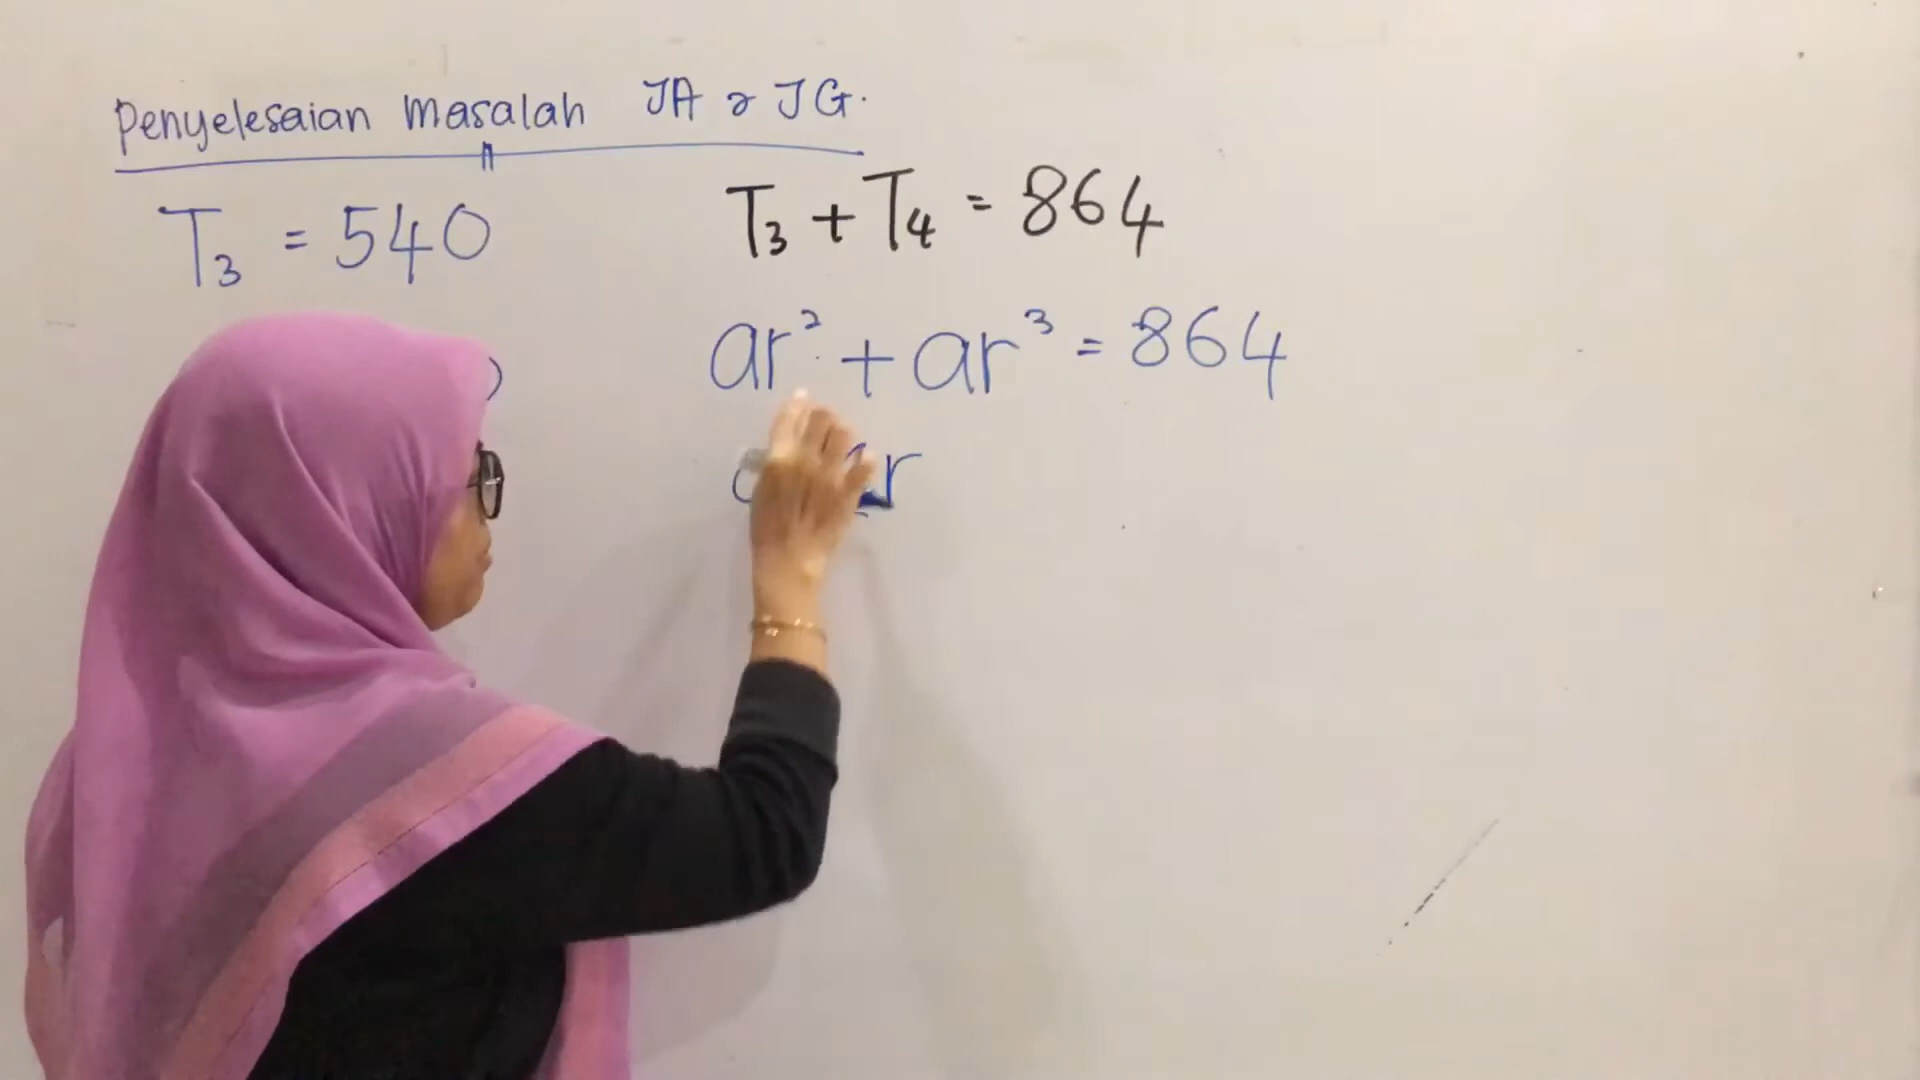 Penyelesaian Masalah JA & JG.
T₃ = 540
T₃ + T₄ = 864
ar² + ar³ = 864